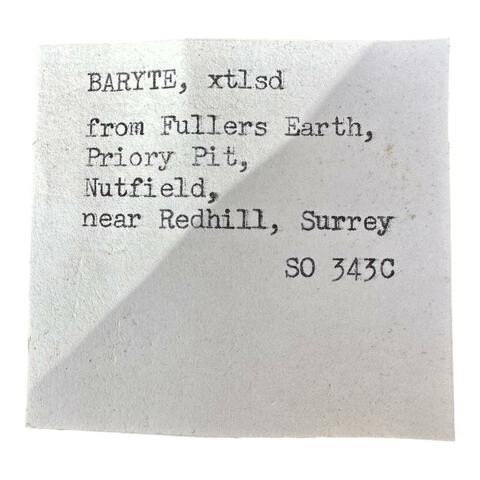 BARYTE, xtlsd
from Fullers Earth,
Priory Pit,
Nutfield,
near Redhill, Surrey
SO 343C